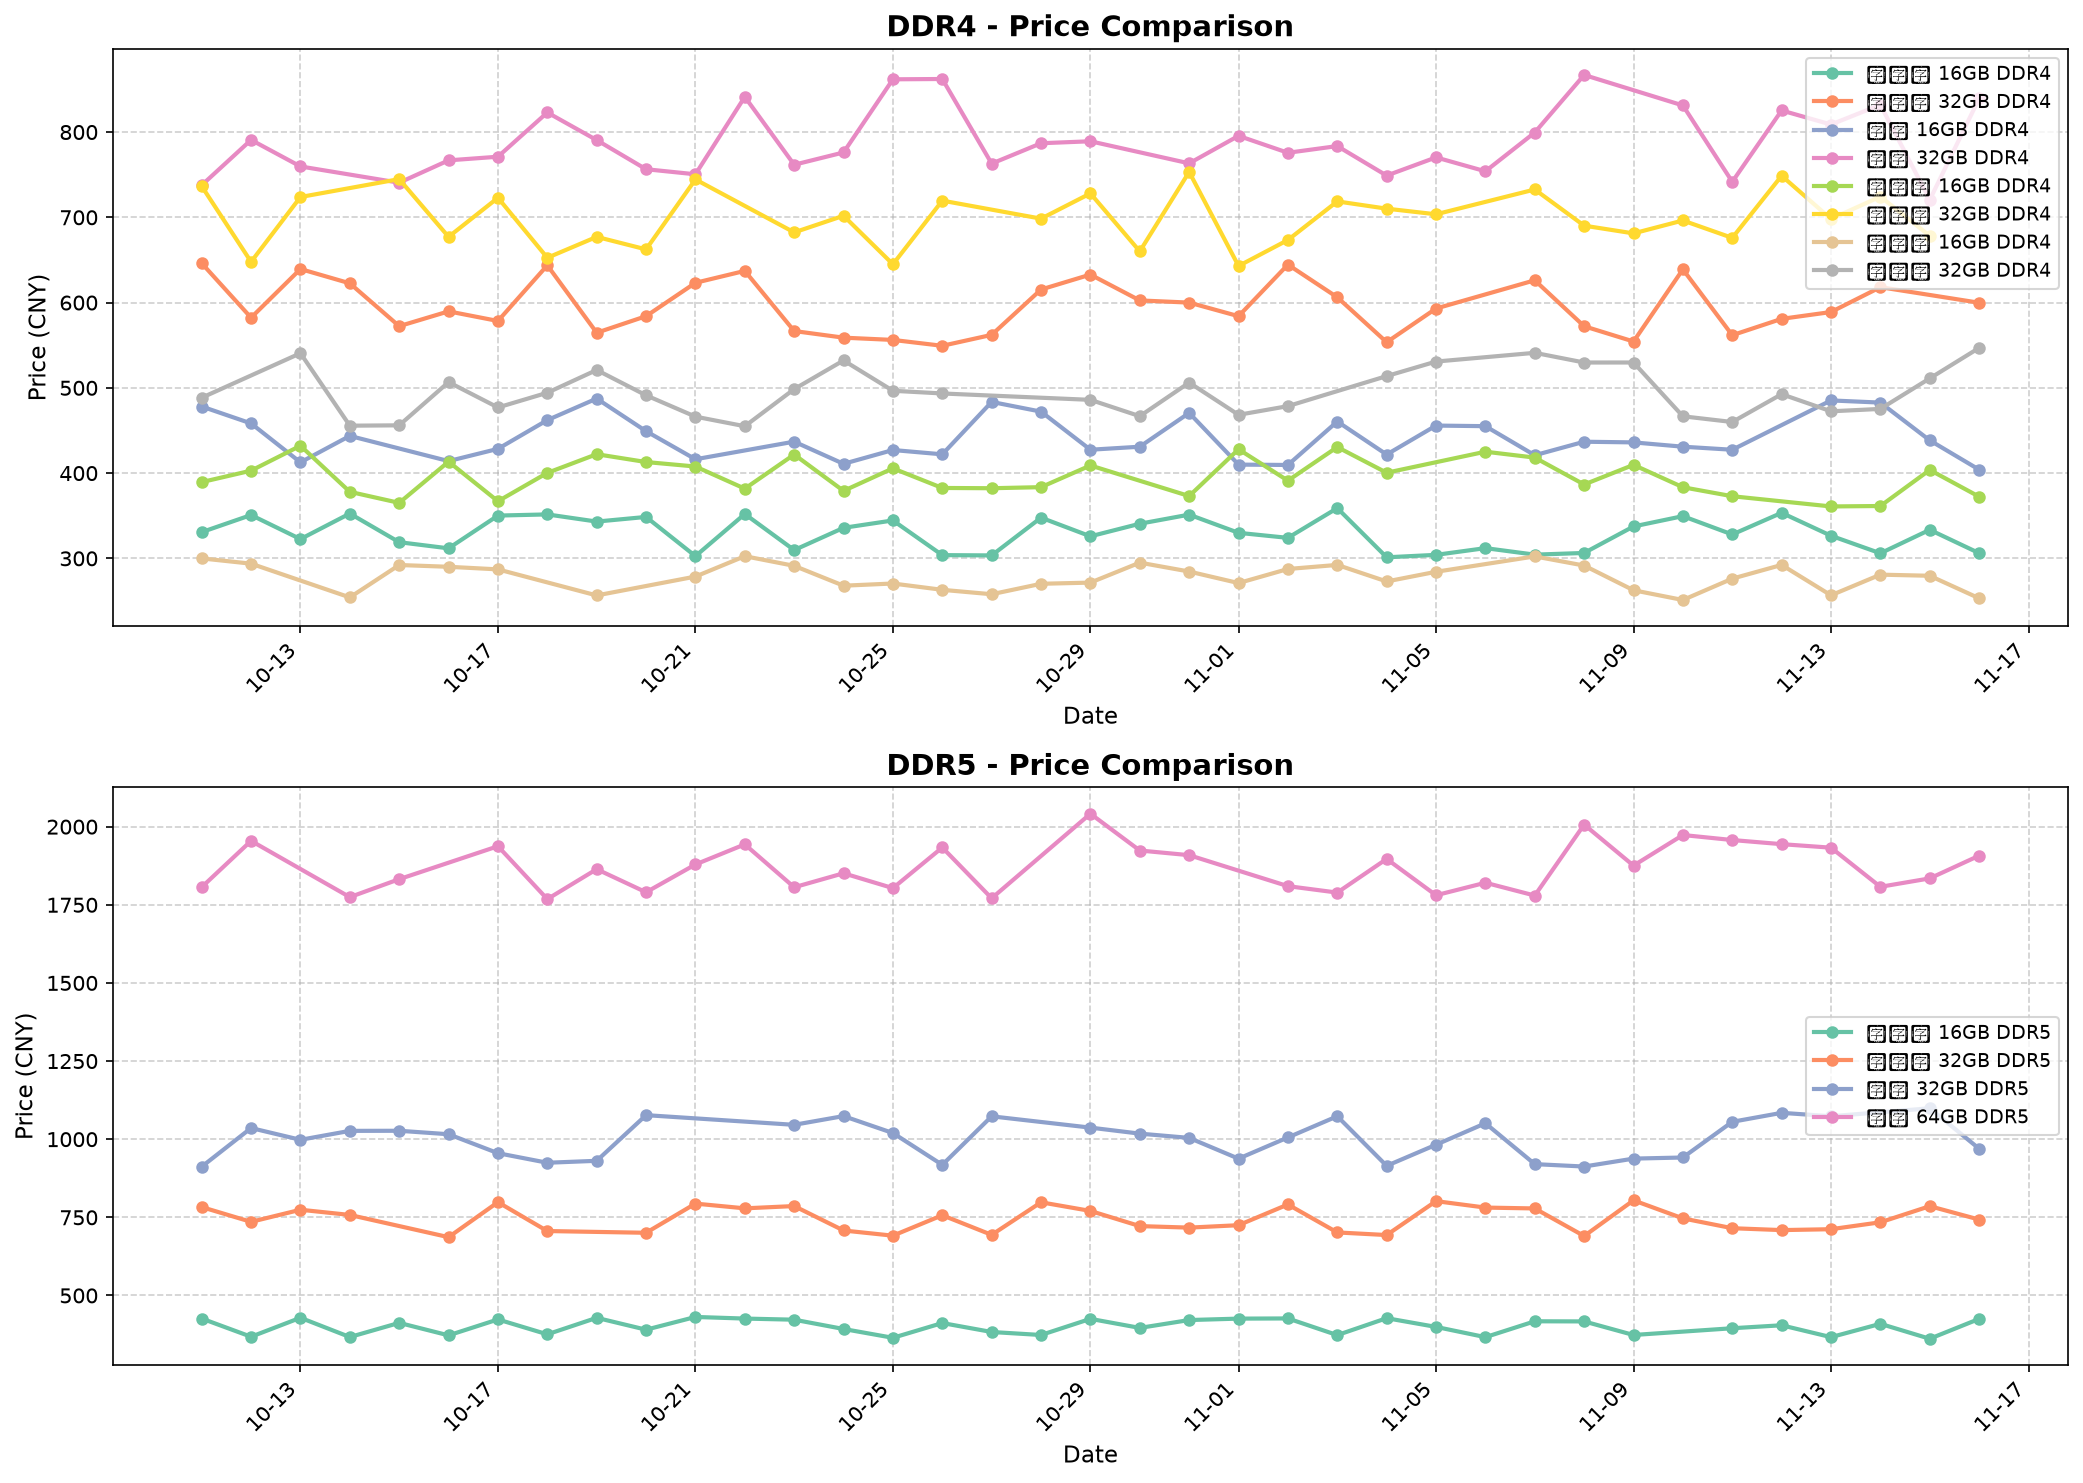 DDR4 - Price Comparison
Price (CNY)
800
700
600
500
400
300
16GB DDR4
32GB DDR4
16GB DDR4
32GB DDR4
16GB DDR4
32GB DDR4
16GB DDR4
32GB DDR4
10-13
10-17
10-21
10-25
10-29
11-01
11-05
11-09
11-13
11-17
Date
DDR5 - Price Comparison
Price (CNY)
2000
1750
1500
1250
1000
750
500
16GB DDR5
32GB DDR5
32GB DDR5
64GB DDR5
10-13
10-17
10-21
10-25
10-29
11-01
11-05
11-09
11-13
11-17
Date